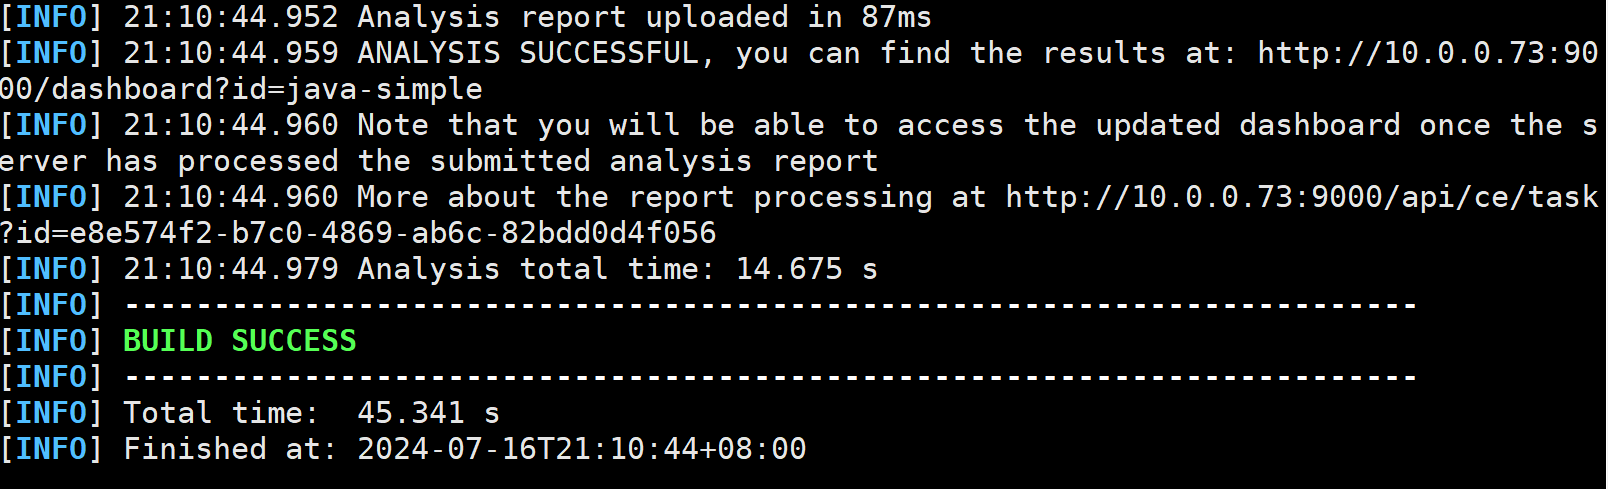 [INFO] 21:10:44.952 Analysis report uploaded in 87ms
[INFO] 21:10:44.959 ANALYSIS SUCCESSFUL, you can find the results at: http://10.0.0.73:90
00/dashboard?id=java-simple
[INFO] 21:10:44.960 Note that you will be able to access the updated dashboard once the s
erver has processed the submitted analysis report
[INFO] 21:10:44.960 More about the report processing at http://10.0.0.73:9000/api/ce/task
?id=e8e574f2-b7c0-4869-ab6c-82bdd0d4f056
[INFO] 21:10:44.979 Analysis total time: 14.675 s
[INFO] ------------------------------------------------------------------------
[INFO] BUILD SUCCESS
[INFO] ------------------------------------------------------------------------
[INFO] Total time:  45.341 s
[INFO] Finished at: 2024-07-16T21:10:44+08:00